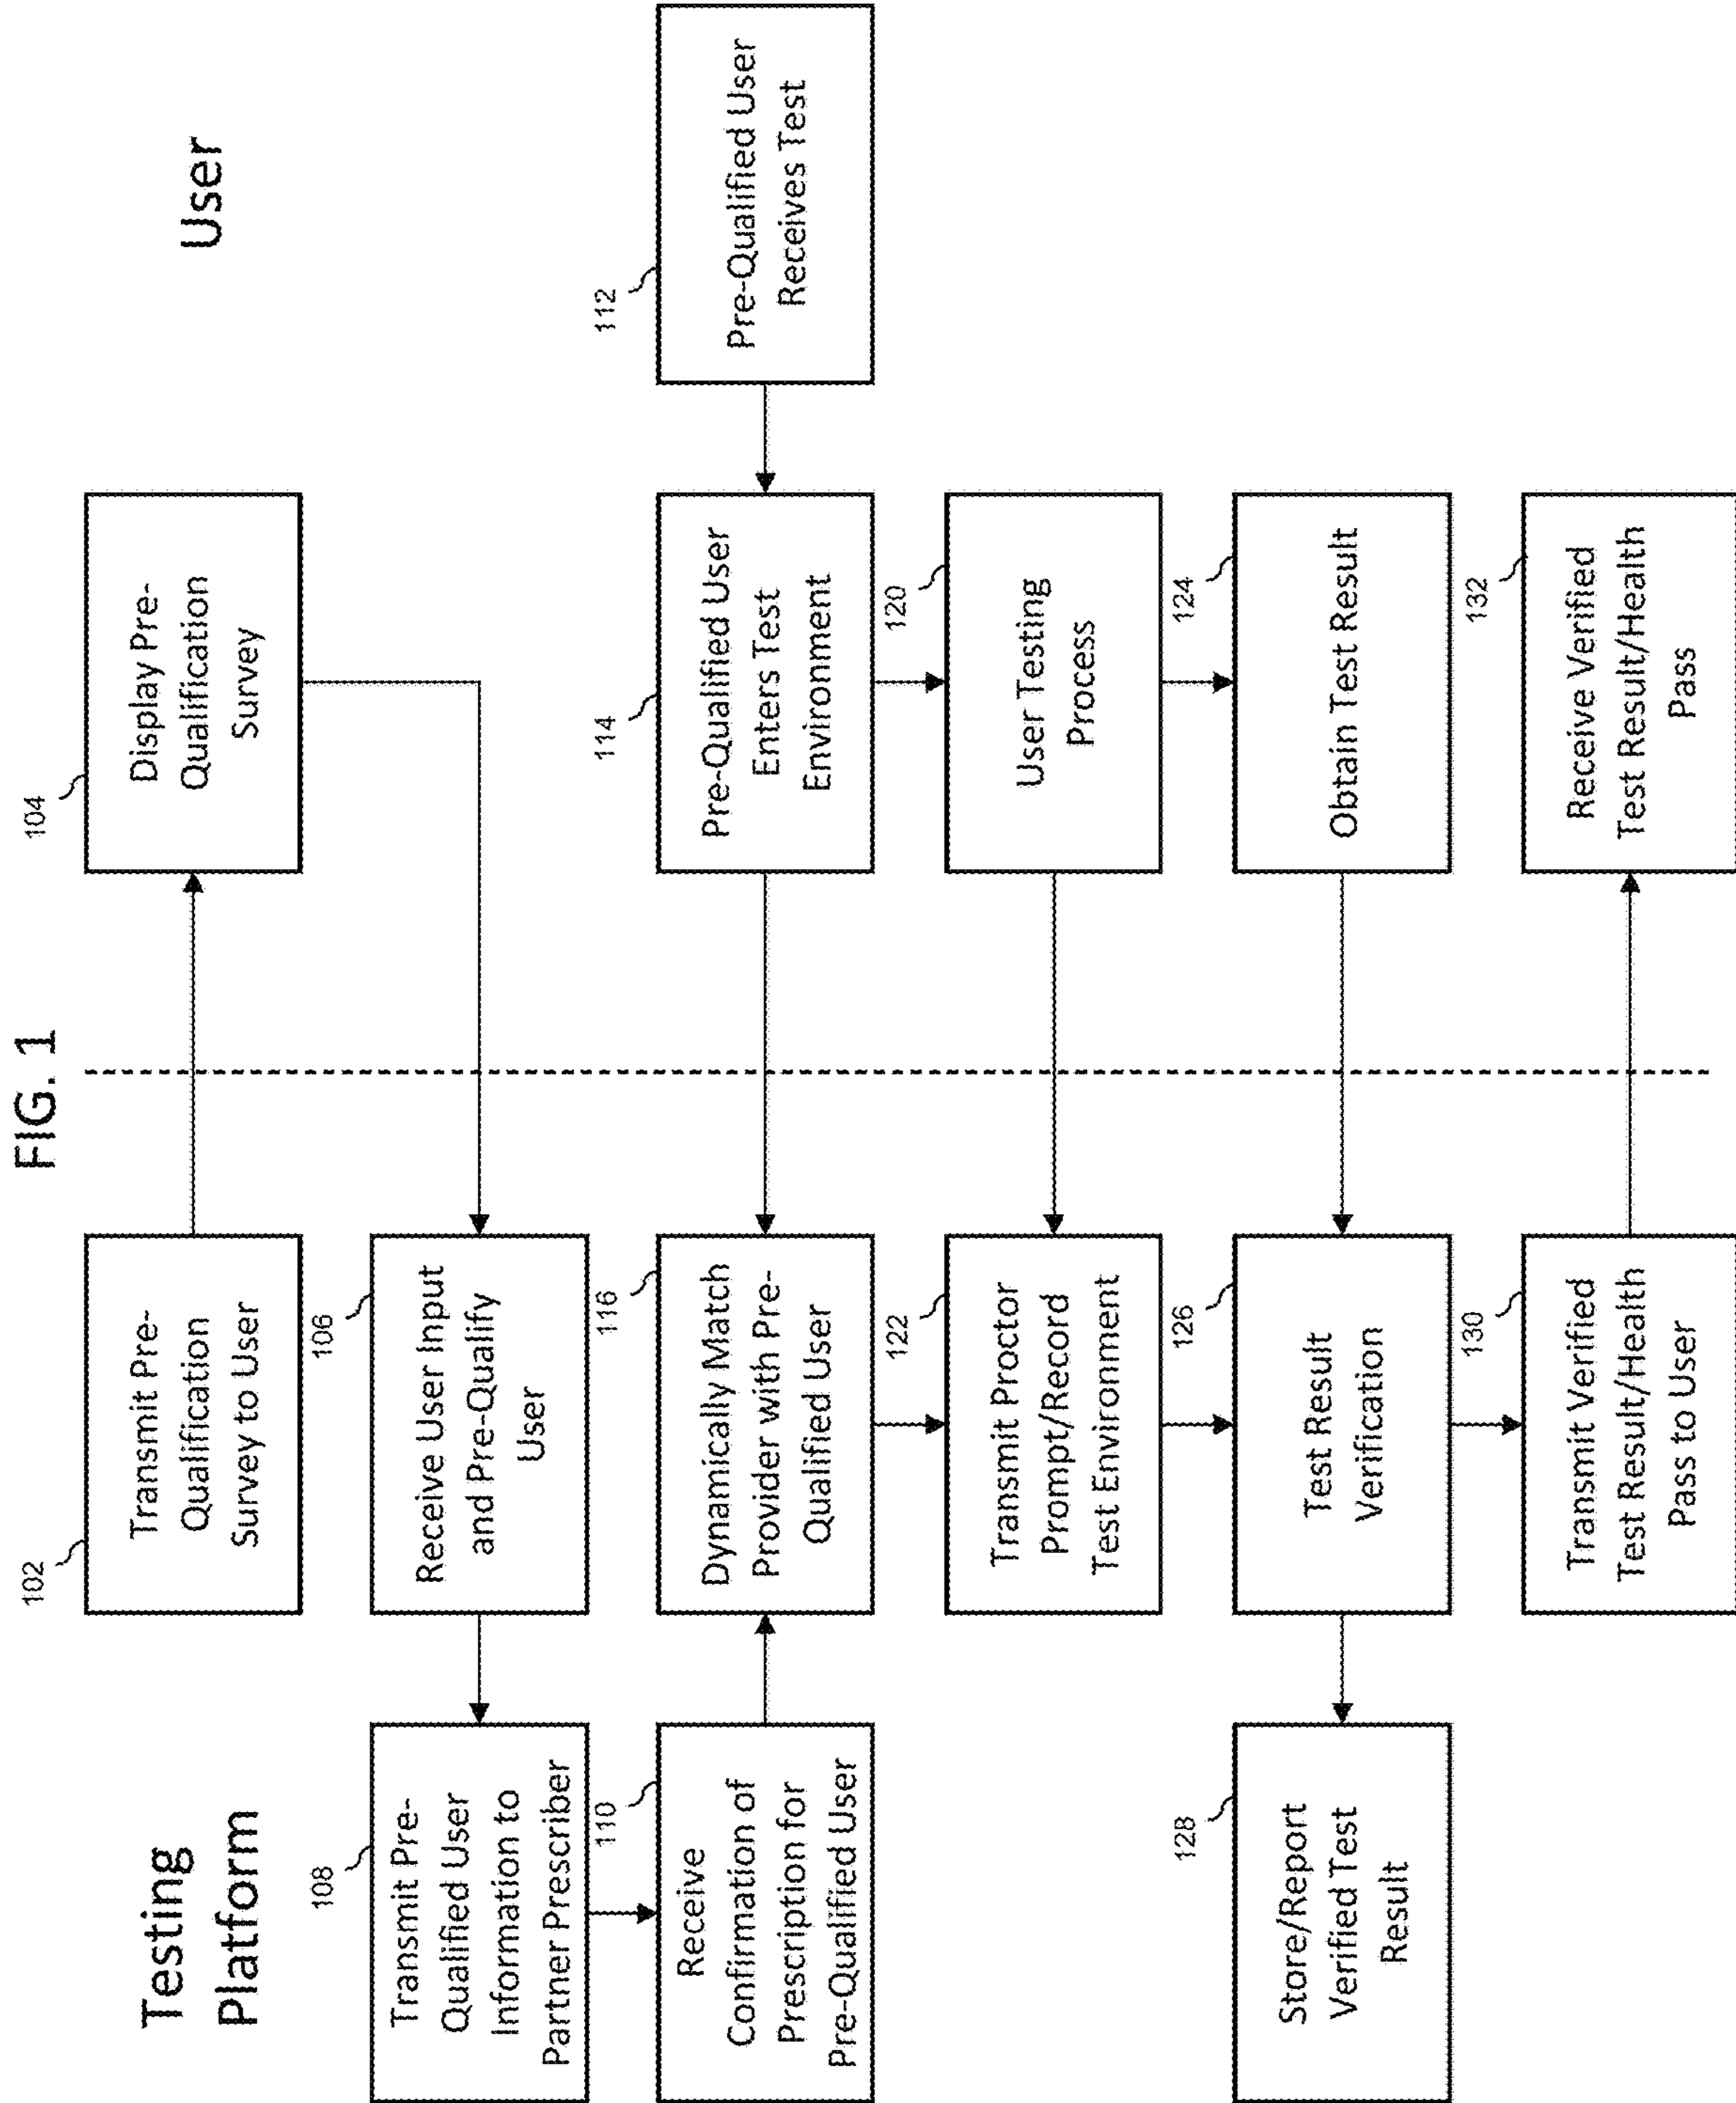 FIG. 1
Testing
Platform
User
102
Transmit Pre-
Qualification
Survey to User
104
Display Pre-
Qualification
Survey
106
Receive User Input
and Pre-Qualify
User
108
Transmit Pre-
Qualified User
Information to
Partner Prescriber
110
Receive
Confirmation of
Prescription for
Pre-Qualified User
112
Pre-Qualified User
Receives Test
114
Pre-Qualified User
Enters Test
Environment
116
Dynamically Match
Provider with Pre-
Qualified User
120
User Testing
Process
122
Transmit Proctor
Prompt/Record
Test Environment
124
Obtain Test Result
126
Test Result
Verification
128
Store/Report
Verified Test
Result
130
Transmit Verified
Test Result/Health
Pass to User
132
Receive Verified
Test Result/Health
Pass